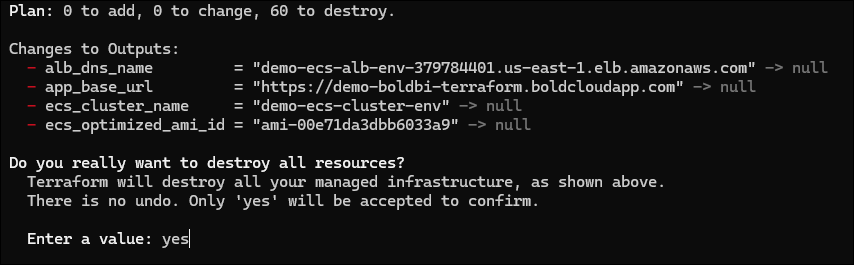 Plan: 0 to add, 0 to change, 60 to destroy.
Changes to Outputs:
- alb_dns_name = "demo-ecs-alb-env-379784401.us-east-1.elb.amazonaws.com" -> null
- app_base_url = "https://demo-boldbi-terraform.boldcloudapp.com" -> null
- ecs_cluster_name = "demo-ecs-cluster-env" -> null
- ecs_optimized_ami_id = "ami-00e71da3dbb6033a9" -> null
Do you really want to destroy all resources?
Terraform will destroy all your managed infrastructure, as shown above.
There is no undo. Only 'yes' will be accepted to confirm.
Enter a value: yes